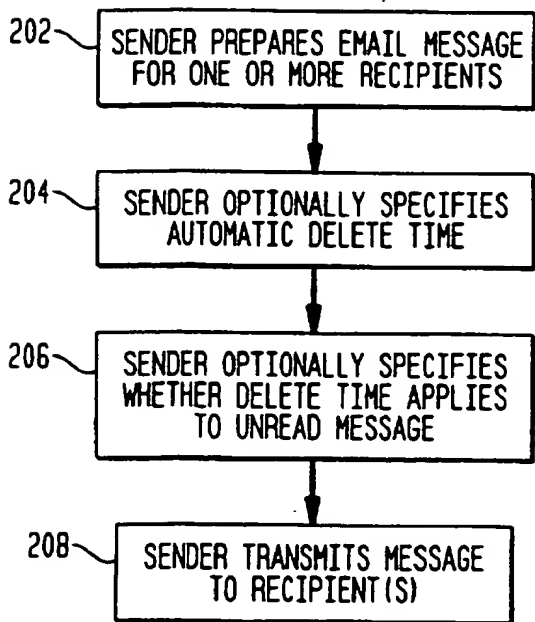 202
SENDER PREPARES EMAIL MESSAGE
FOR ONE OR MORE RECIPIENTS
204
SENDER OPTIONALLY SPECIFIES
AUTOMATIC DELETE TIME
206
SENDER OPTIONALLY SPECIFIES
WHETHER DELETE TIME APPLIES
TO UNREAD MESSAGE
208
SENDER TRANSMITS MESSAGE
TO RECIPIENT(S)